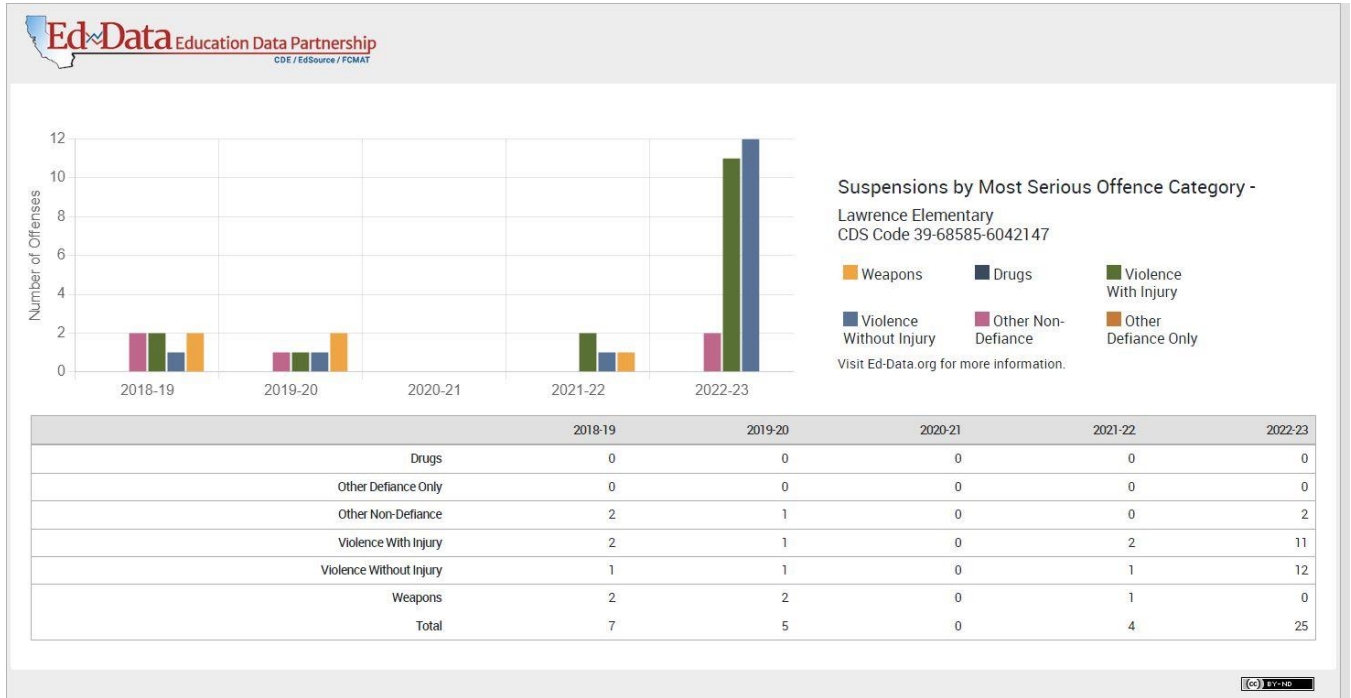 Ed Data Education Data Partnership
CDE / EdSource / FCMAT
12
10
8
6
4
2
0
Number of Offenses
2018-19 2019-20 2020-21 2021-22 2022-23
Suspensions by Most Serious Offence Category -
Lawrence Elementary
CDS Code 39-68585-6042147
Weapons Drugs Violence
With Injury
Violence Other Non- Other
Without Injury Defiance Defiance Only
Visit Ed-Data.org for more information.
2018-19 2019-20 2020-21 2021-22 2022-23
Drugs 0 0 0 0 0
Other Defiance Only 0 0 0 0 0
Other Non-Defiance 2 1 0 0 2
Violence With Injury 2 1 0 2 11
Violence Without Injury 1 1 0 1 12
Weapons 2 2 0 1 0
Total 7 5 0 4 25
(cc) BY-ND